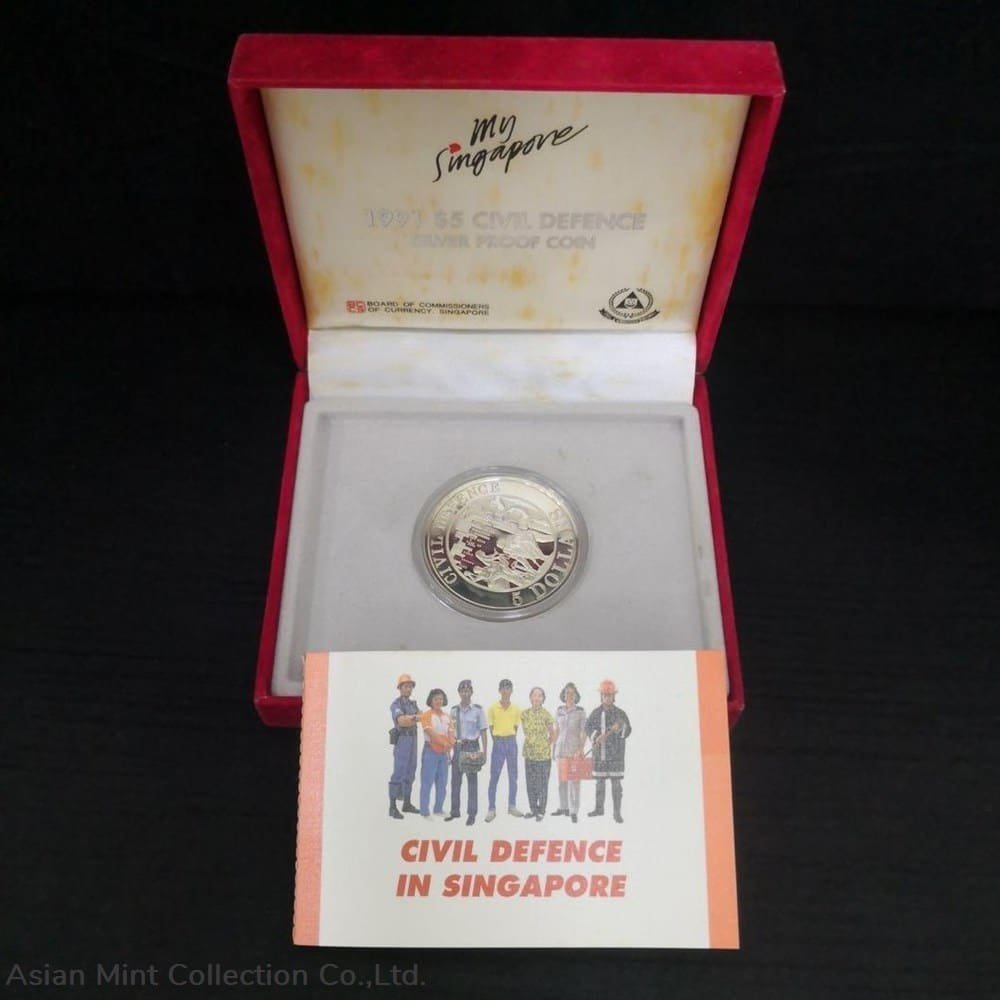 My
Singapore
1991 $5 CIVIL DEFENCE
SILVER PROOF COIN
BOARD OF COMMISSIONERS
OF CURRENCY, SINGAPORE
CIVIL DEFENCE
5 DOLLA
CIVIL DEFENCE
IN SINGAPORE
Asian Mint Collection Co.,Ltd.